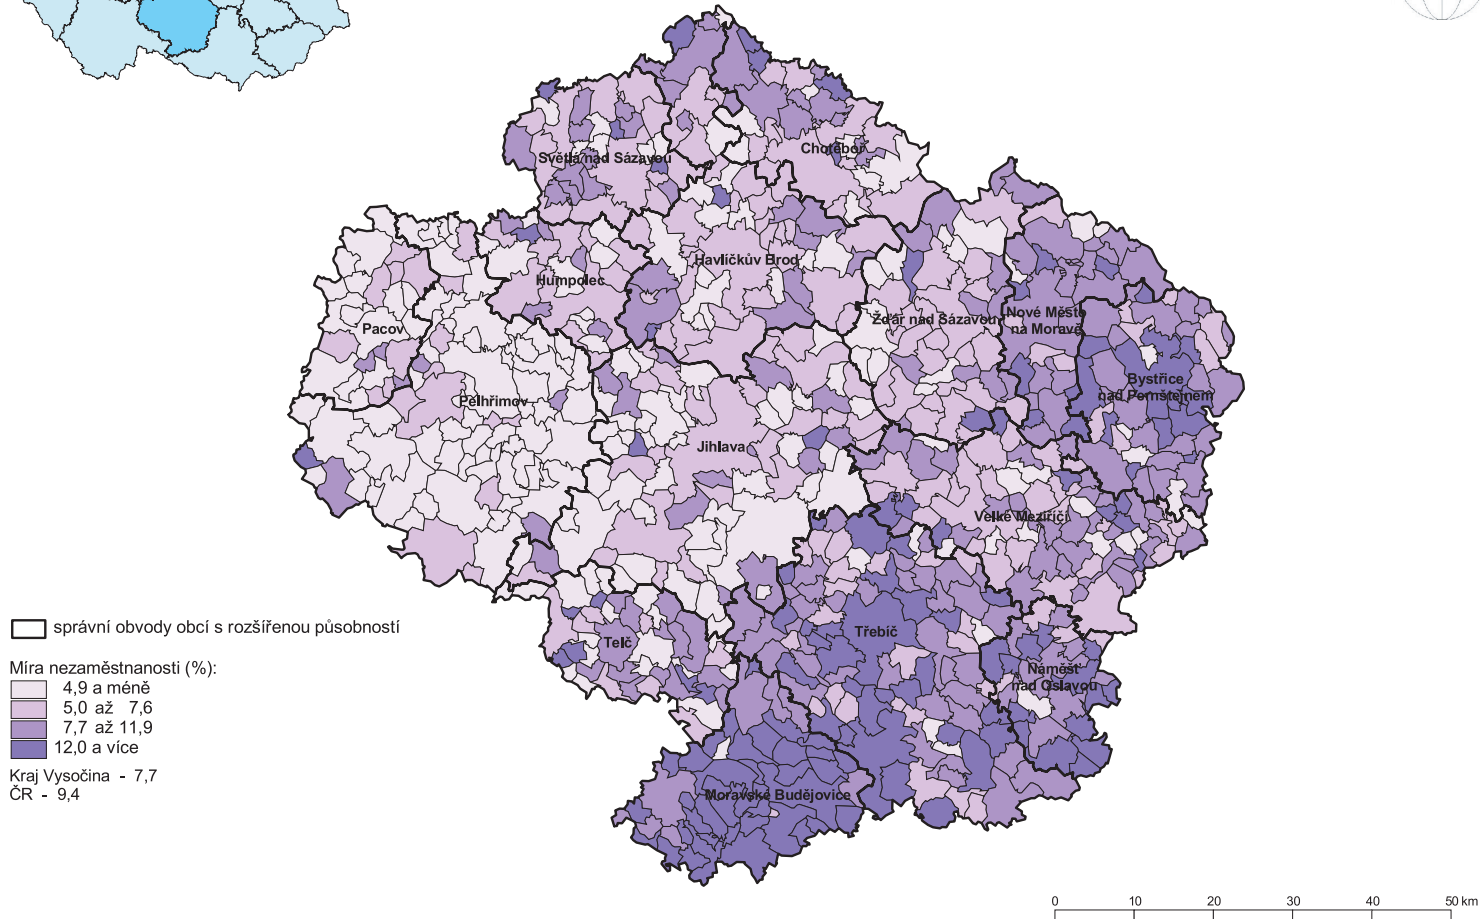 Světlá nad Sázavou
Chotěboř
Havlíčkův Brod
Humpolec
Pacov
Žďár nad Sázavou
Nové Město
na Moravě
Bystřice
nad Pernštejnem
Pelhřimov
Jihlava
Velké Meziříčí
Třebíč
Telč
Náměšť
nad Oslavou
Moravské Budějovice
správní obvody obcí s rozšířenou působností
Míra nezaměstnanosti (%):
4,9 a méně
5,0 až 7,6
7,7 až 11,9
12,0 a více
Kraj Vysočina - 7,7
ČR - 9,4
0 10 20 30 40 50 km